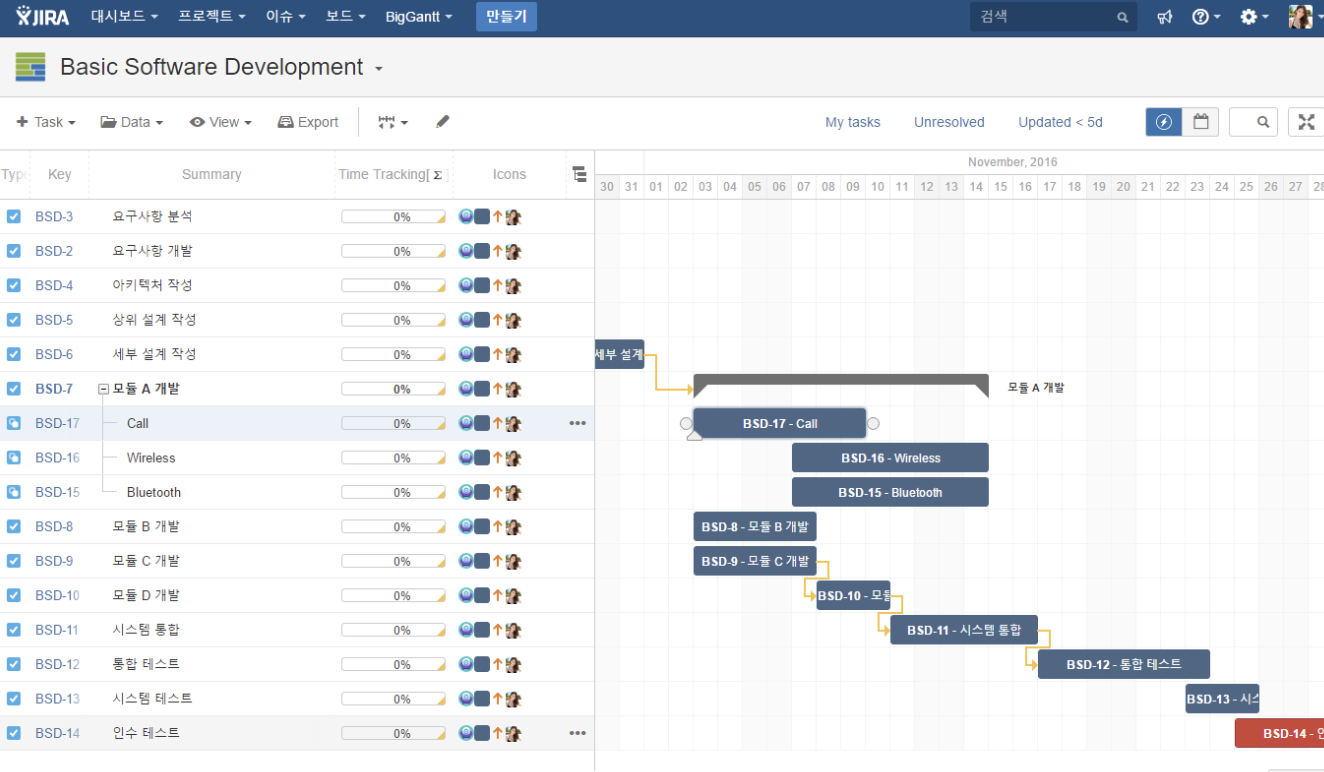 JIRA 대시보드 프로젝트 이슈 보드 BigGantt 만들기 검색
Basic Software Development
Task Data View Export My tasks Unresolved Updated < 5d
November, 2016
Key Summary Time Tracking[ Σ ] Icons
30 31 01 02 03 04 05 06 07 08 09 10 11 12 13 14 15 16 17 18 19 20 21 22 23 24 25 26 27 28
BSD-3 요구사항 분석 0%
BSD-2 요구사항 개발 0%
BSD-4 아키텍처 작성 0%
BSD-5 상위 설계 작성 0%
BSD-6 세부 설계 작성 0% 세부 설계
BSD-7 모듈 A 개발 0% 모듈 A 개발
BSD-17 Call 0% BSD-17 - Call
BSD-16 Wireless 0% BSD-16 - Wireless
BSD-15 Bluetooth 0% BSD-15 - Bluetooth
BSD-8 모듈 B 개발 0% BSD-8 - 모듈 B 개발
BSD-9 모듈 C 개발 0% BSD-9 - 모듈 C 개발
BSD-10 모듈 D 개발 0% BSD-10 - 모듈
BSD-11 시스템 통합 0% BSD-11 - 시스템 통합
BSD-12 통합 테스트 0% BSD-12 - 통합 테스트
BSD-13 시스템 테스트 0% BSD-13 -
BSD-14 인수 테스트 0% BSD-14 -